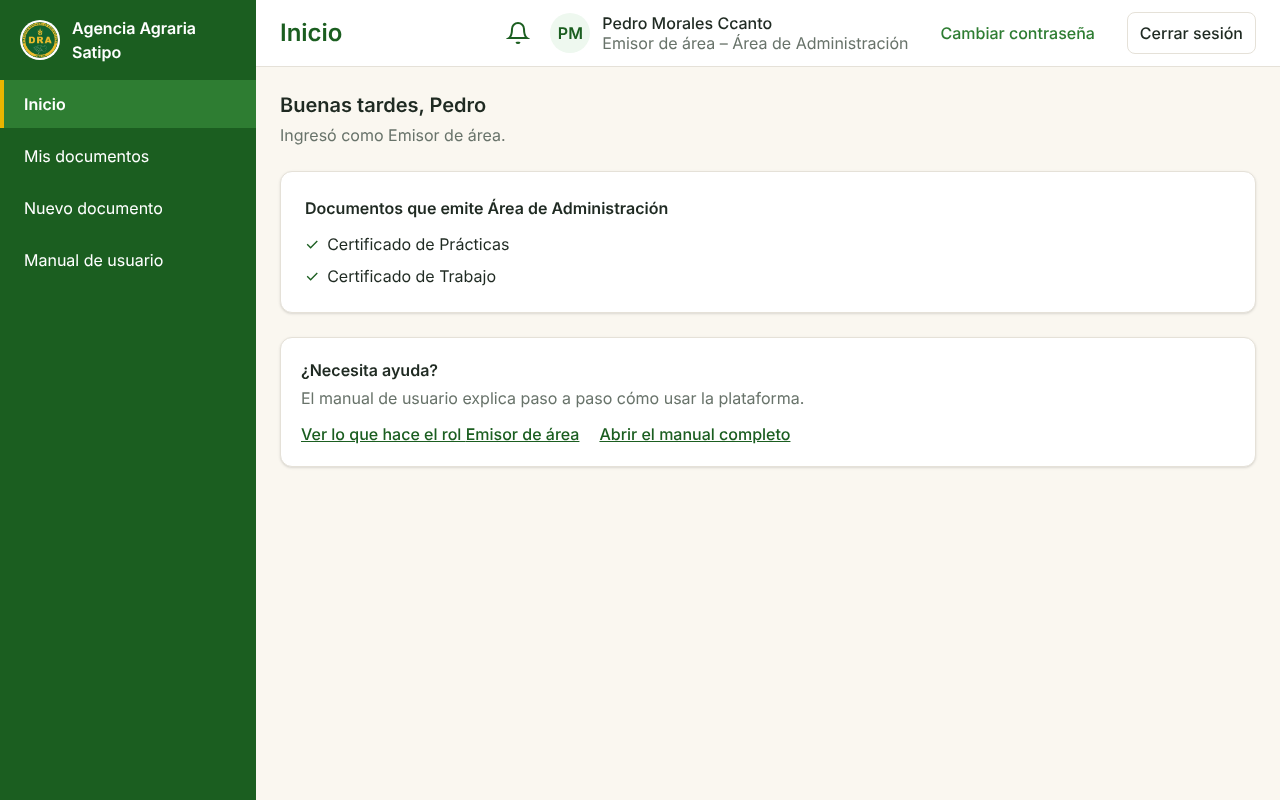 DRA
Agencia Agraria
Satipo
Inicio
Mis documentos
Nuevo documento
Manual de usuario
Inicio
PM
Pedro Morales Ccanto
Emisor de área – Área de Administración
Cambiar contraseña
Cerrar sesión
Buenas tardes, Pedro
Ingresó como Emisor de área.
Documentos que emite Área de Administración
Certificado de Prácticas
Certificado de Trabajo
¿Necesita ayuda?
El manual de usuario explica paso a paso cómo usar la plataforma.
Ver lo que hace el rol Emisor de área
Abrir el manual completo